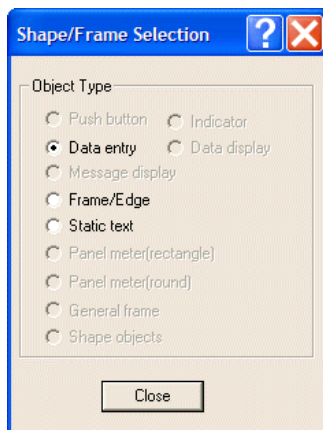 Shape/Frame Selection
Object Type
Push button Indicator
Data entry Data display
Message display
Frame/Edge
Static text
Panel meter(rectangle)
Panel meter(round)
General frame
Shape objects
Close